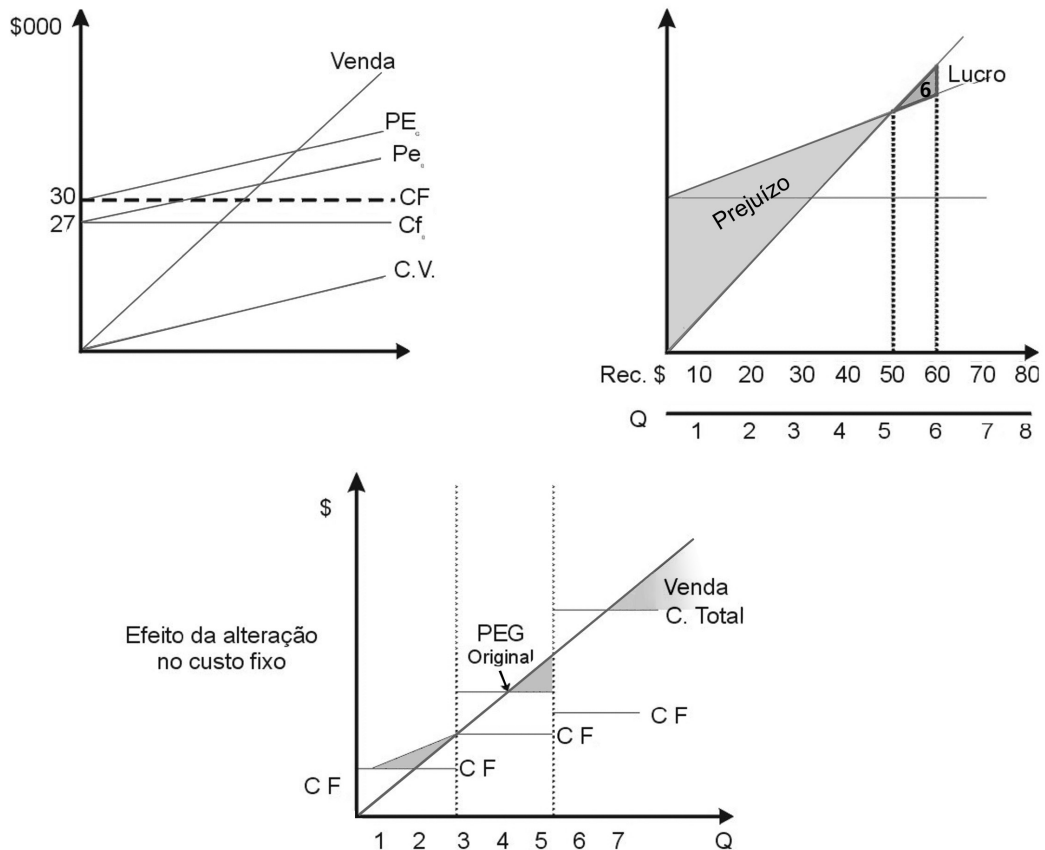 $000
Venda
PE
Pe
30
CF
27
Cf
C.V.
Lucro
6
Prejuízo
Rec. $ 10 20 30 40 50 60 70 80
Q 1 2 3 4 5 6 7 8
$
Venda
C. Total
Efeito da alteração
no custo fixo
PEG
Original
C F
C F
C F
C F
1 2 3 4 5 6 7 Q